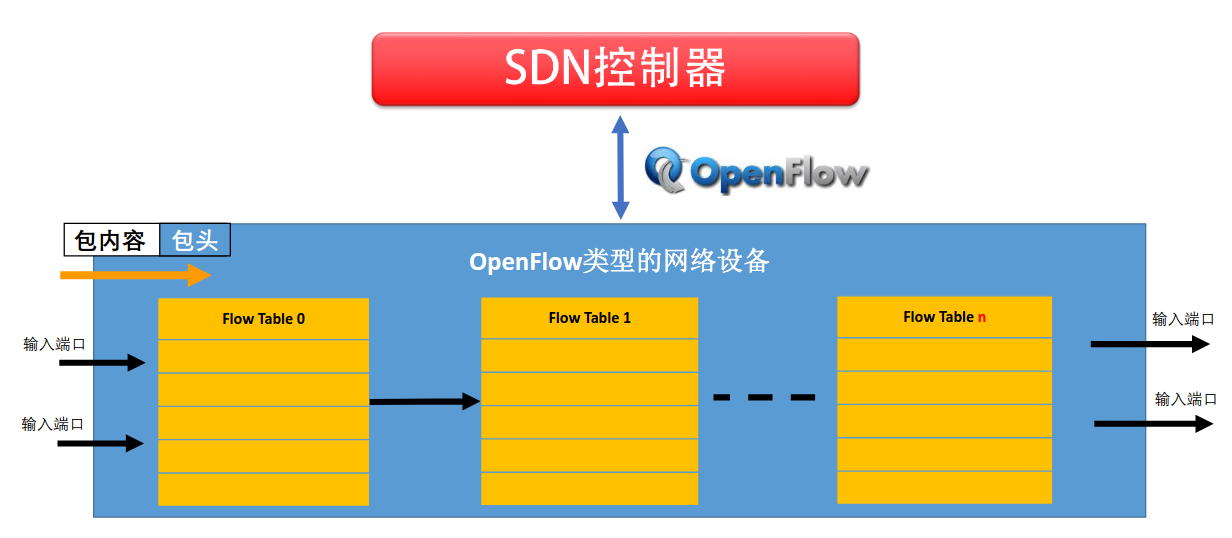 SDN控制器
OpenFlow
包内容 包头
OpenFlow类型的网络设备
Flow Table 0
Flow Table 1
Flow Table n
输入端口
输入端口
输入端口
输入端口